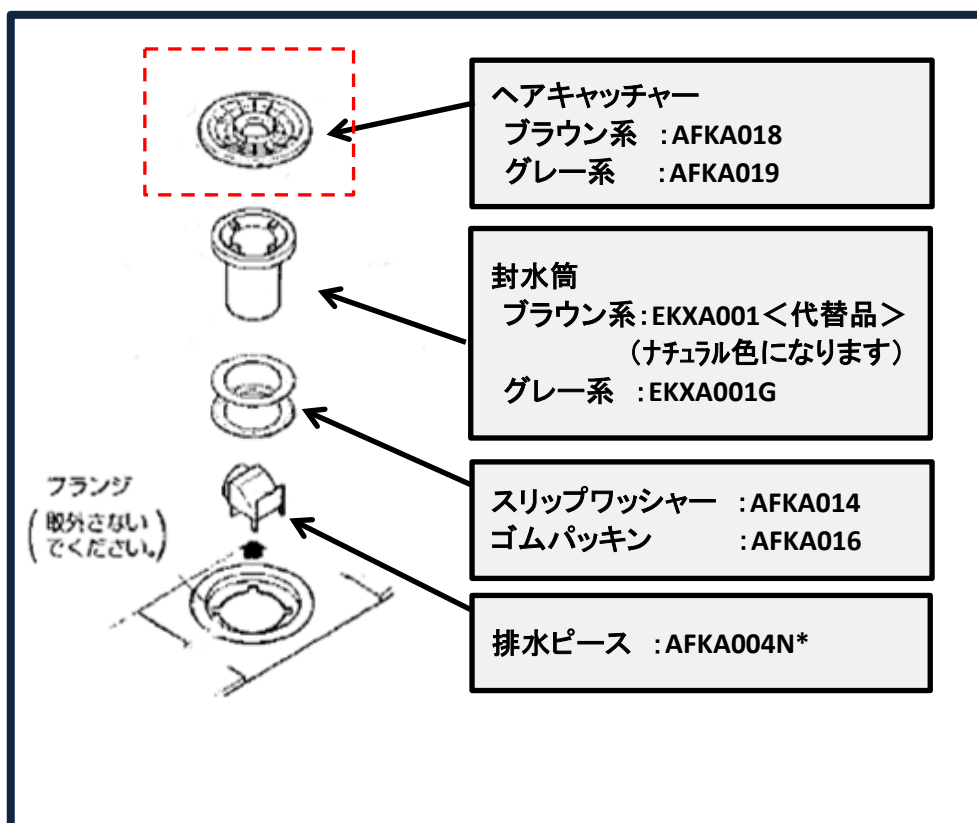 ヘアキャッチャー
ブラウン系 :AFKA018
グレー系 :AFKA019
封水筒
ブラウン系:EKXA001<代替品>
(ナチュラル色になります)
グレー系 :EKXA001G
スリップワッシャー :AFKA014
ゴムパッキン :AFKA016
フランジ
(取外さない
でください。)
排水ピース :AFKA004N*